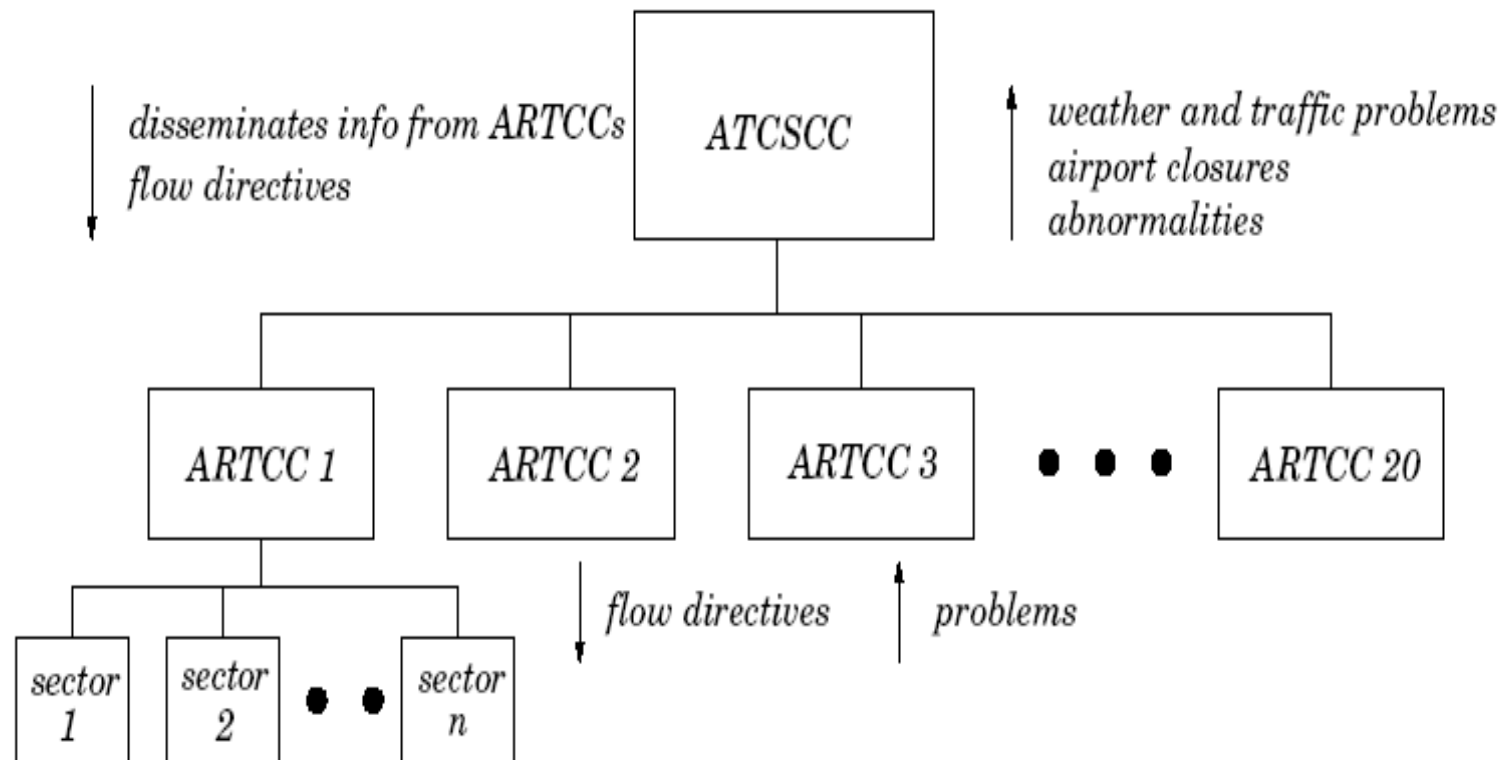 disseminates info from ARTCCs
flow directives
ATCSCC
weather and traffic problems
airport closures
abnormalities
ARTCC 1
ARTCC 2
ARTCC 3
ARTCC 20
flow directives
problems
sector
1
sector
2
sector
n